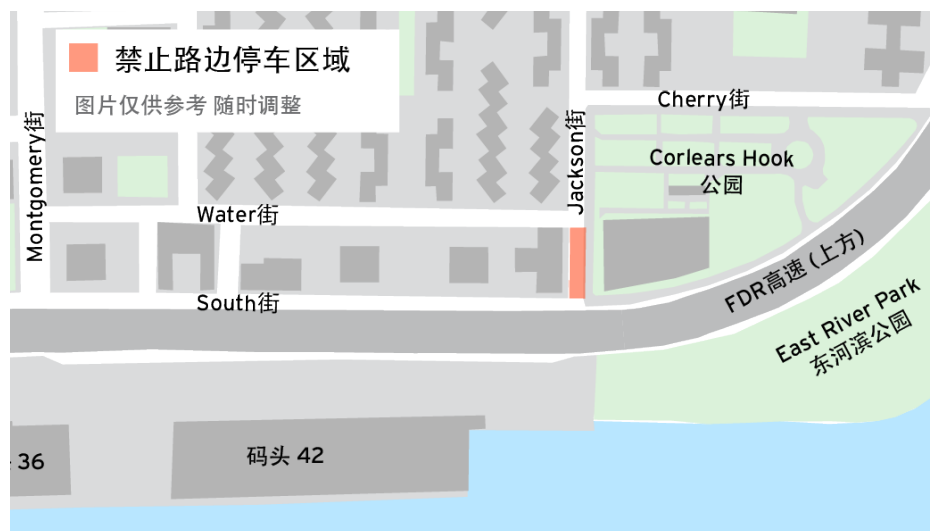 禁止路边停车区域
图片仅供参考 随时调整
Cherry街
Montgomery街
Jackson街
Corlears Hook
公园
Water街
South街
FDR高速 (上方)
East River Park
东河滨公园
码头 42
36